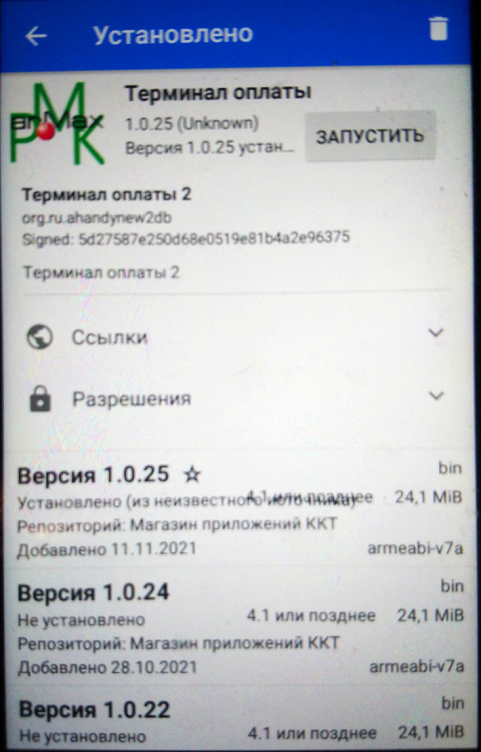 Установлено
arMax
РМК
Терминал оплаты
1.0.25 (Unknown)
Версия 1.0.25 устан...
ЗАПУСТИТЬ
Терминал оплаты 2
org.ru.ahandynew2db
Signed: 5d27587e250d68e0519e81b4a2e96375
Терминал оплаты 2
Ссылки
Разрешения
Версия 1.0.25 ☆ bin
Установлено (из неизвестного источника) 4.1 или позднее 24,1 MiB
Репозиторий: Магазин приложений ККТ
Добавлено 11.11.2021 armeabi-v7a
Версия 1.0.24 bin
Не установлено 4.1 или позднее 24,1 MiB
Репозиторий: Магазин приложений ККТ
Добавлено 28.10.2021 armeabi-v7a
Версия 1.0.22 bin
Не установлено 4.1 или позднее 24,1 MiB